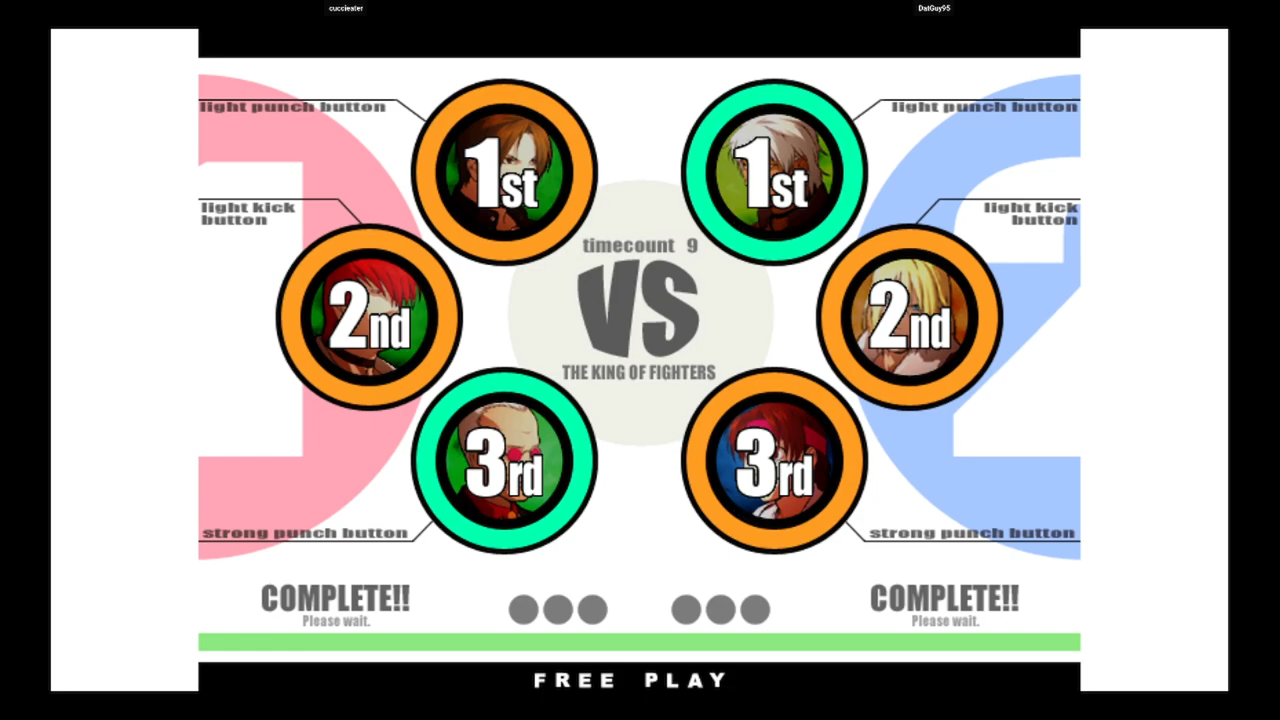 cuccieater
DatGuy95
light punch button
light punch button
1st
1st
light kick
button
light kick
button
timecount 9
VS
2nd
2nd
THE KING OF FIGHTERS
3rd
3rd
strong punch button
strong punch button
COMPLETE!!
Please wait.
COMPLETE!!
Please wait.
FREE PLAY